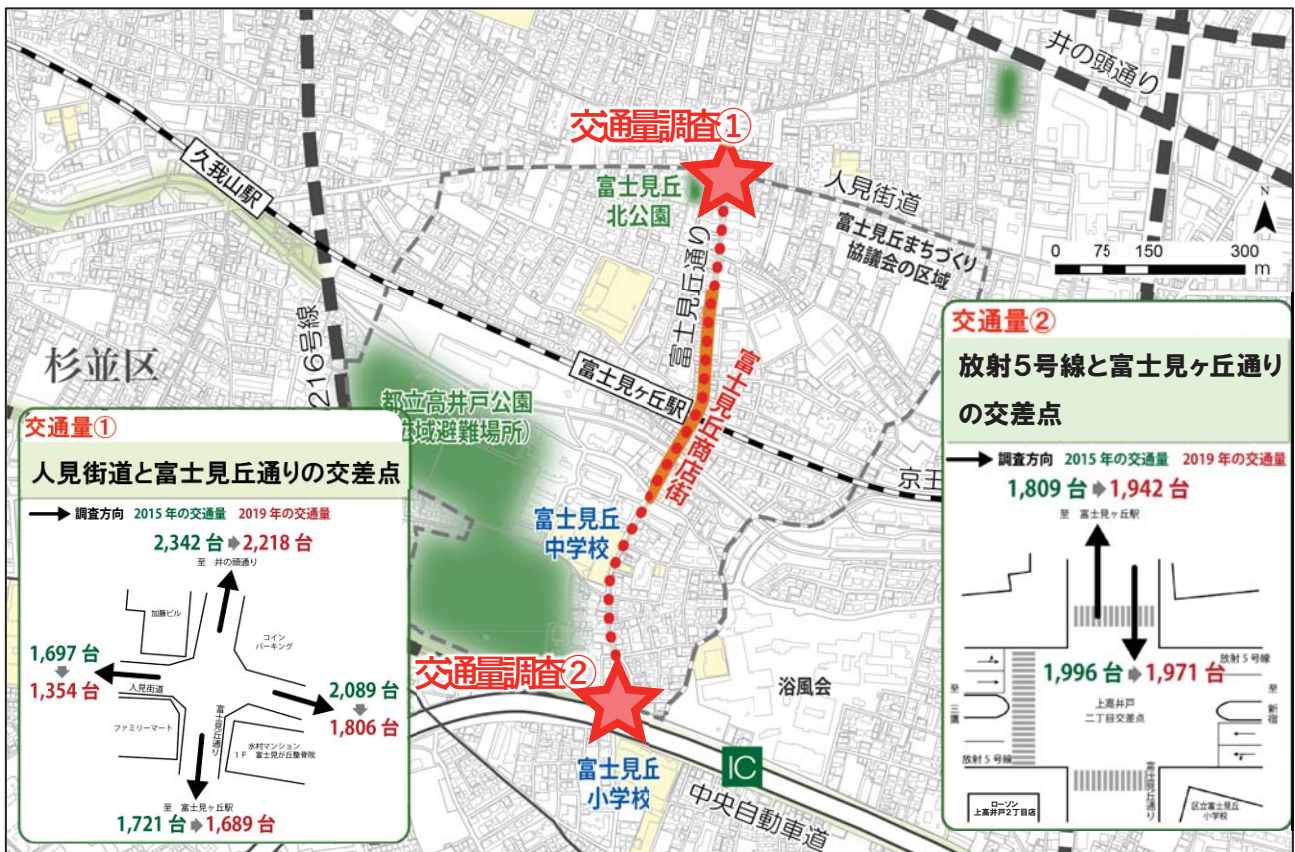 井の頭通り
交通量調査①
久我山駅
富士見丘
北公園
人見街道
富士見丘まちづくり
協議会の区域
N
0 75 150 300
m
富士見丘通り
216号線
杉並区
富士見ヶ丘駅
富士見丘商店街
都立高井戸公園
広域避難場所)
京王
富士見丘
中学校
交通量調査②
浴風会
富士見丘
小学校
IC
中央自動車道
交通量①
人見街道と富士見丘通りの交差点
調査方向 2015年の交通量 2019年の交通量
2,342台 2,218台
至 井の頭通り
加藤ビル
コイン
パーキング
1,697台
1,354台
人見街道
2,089台
1,806台
ファミリーマート
富士見丘通り
水村マンション
1F 富士見が丘整骨院
至 富士見ヶ丘駅
1,721台 1,689台
交通量②
放射5号線と富士見ヶ丘通り
の交差点
調査方向 2015年の交通量 2019年の交通量
1,809台 1,942台
至 富士見ヶ丘駅
1,996台 1,971台
放射5号線
至 三鷹
上高井戸
二丁目交差点
至 新宿
放射5号線
富士見丘通り
ローソン
上高井戸2丁目店
区立富士見丘
小学校